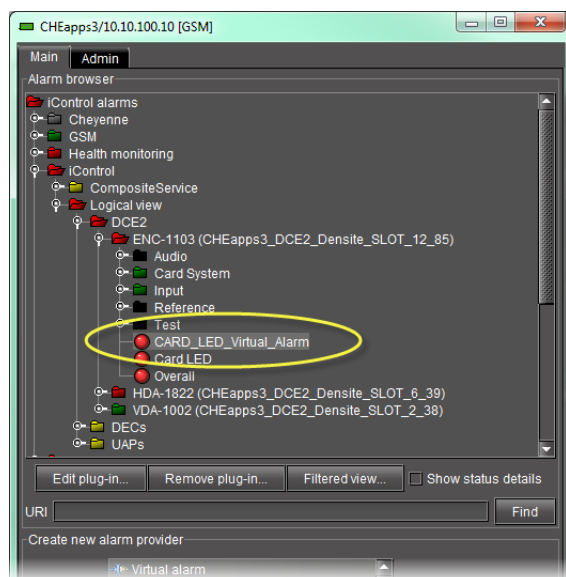 CHEapps3/10.10.100.10 [GSM]
Main Admin
Alarm browser
iControl alarms
Cheyenne
GSM
Health monitoring
iControl
CompositeService
Logical view
DCE2
ENC-1103 (CHEapps3_DCE2_Densite_SLOT_12_85)
Audio
Card System
Input
Reference
Test
CARD_LED_Virtual_Alarm
Card LED
Overall
HDA-1822 (CHEapps3_DCE2_Densite_SLOT_6_39)
VDA-1002 (CHEapps3_DCE2_Densite_SLOT_2_38)
DECs
UAPs
Edit plug-in... Remove plug-in... Filtered view... Show status details
URI Find
Create new alarm provider
Virtual alarm